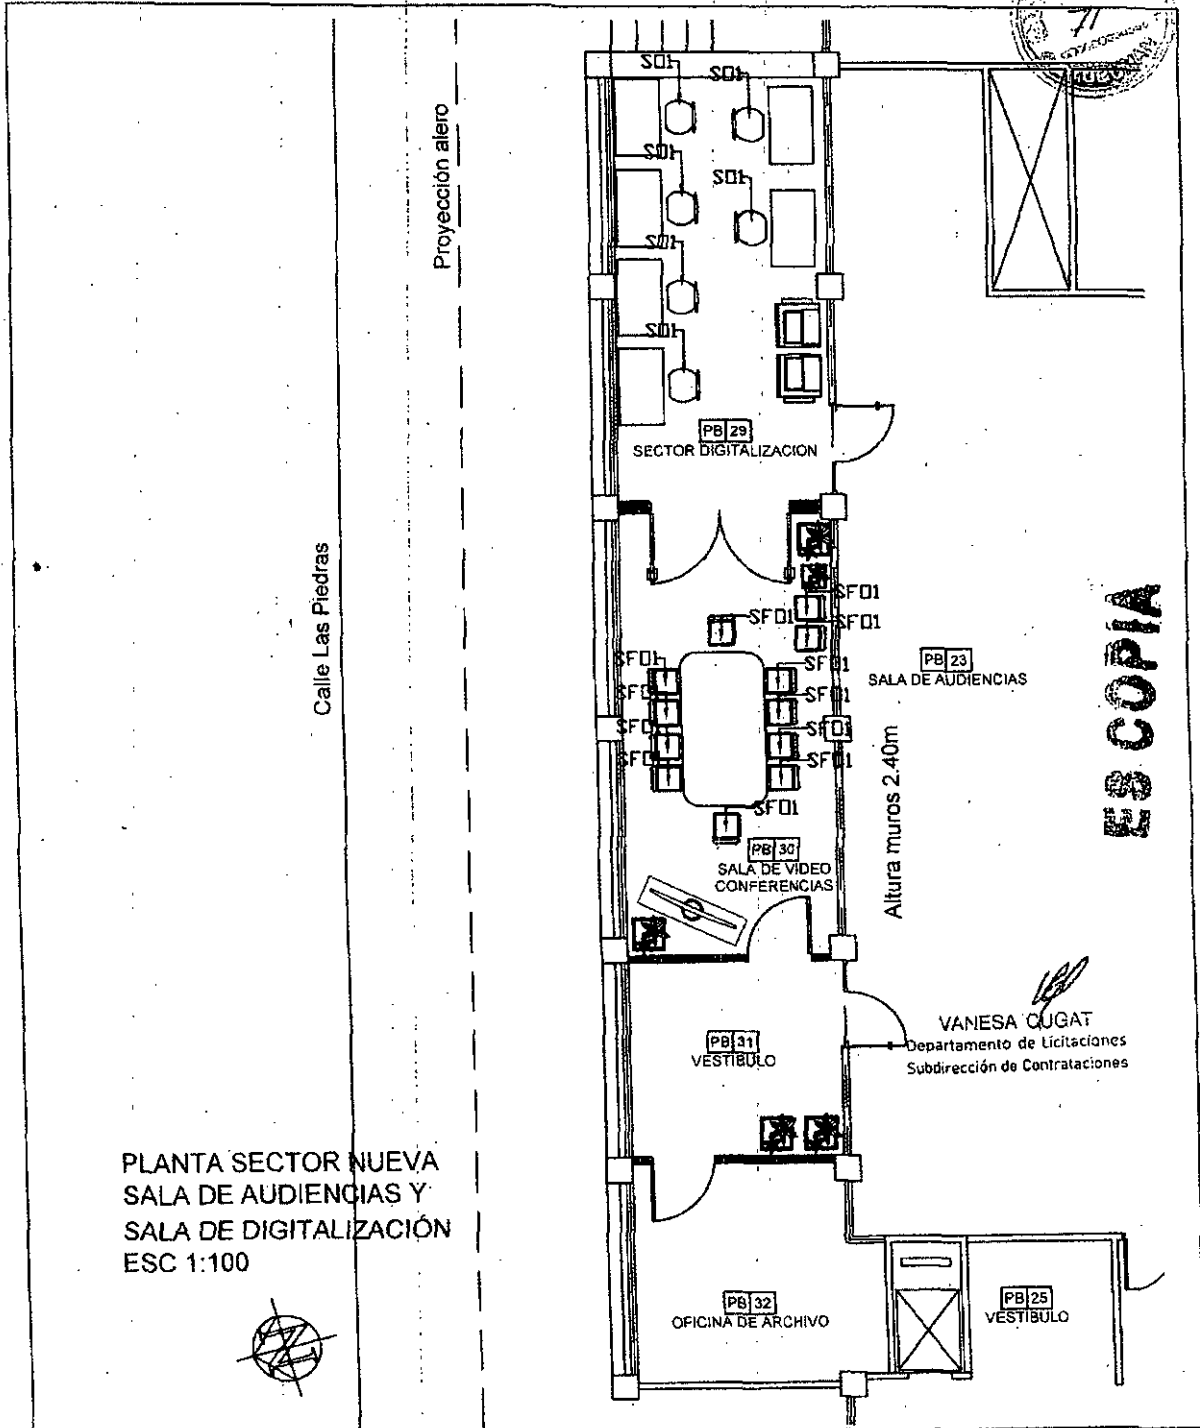 71
SO1
SO1
Proyección alero
SO1
SO1
SO1
SO1
PB 29
SECTOR DIGITALIZACION
Calle Las Piedras
SFO1
SFO1
SFO1
SFO1
SFO1
SFO1
SFO1
SFO1
SFO1
PB 23
SALA DE AUDIENCIAS
ES COPIA
Altura muros 2.40m
PB 30
SALA DE VIDEO
CONFERENCIAS
VANESA CUGAT
Departamento de Licitaciones
Subdirección de Contrataciones
PB 31
VESTIBULO
PLANTA SECTOR NUEVA
SALA DE AUDIENCIAS Y
SALA DE DIGITALIZACIÓN
ESC 1:100
PB 32
OFICINA DE ARCHIVO
PB 25
VESTIBULO
N